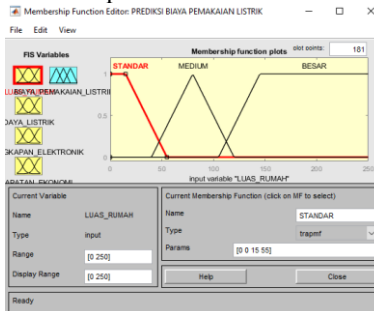 Membership Function Editor: PREDIKSI BIAYA PEMAKAIAN LISTRIK
File Edit View
FIS Variables
Membership function plots
plot points:
181
STANDAR
MEDIUM
BESAR
1
0.5
0
0 50 100 150 200 250
input variable "LUAS_RUMAH"
BIAYA_PEMAKAIAN_LISTRIK
DAYA_LISTRIK
GKAPAN_ELEKTRONIK
APATAN_EKONOMI
Current Variable
Name LUAS_RUMAH
Type input
Range [0 250]
Display Range [0 250]
Current Membership Function (click on MF to select)
Name STANDAR
Type trapmf
Params [0 0 15 55]
Help
Close
Ready